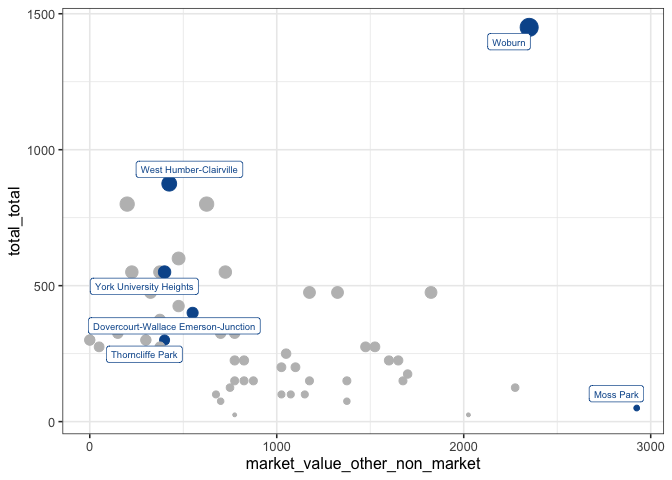 1500
Woburn
1000
West Humber-Clairville
total_total
York University Heights
500
Dovercourt-Wallace Emerson-Junction
Thorncliffe Park
Moss Park
0
0
1000
2000
3000
market_value_other_non_market